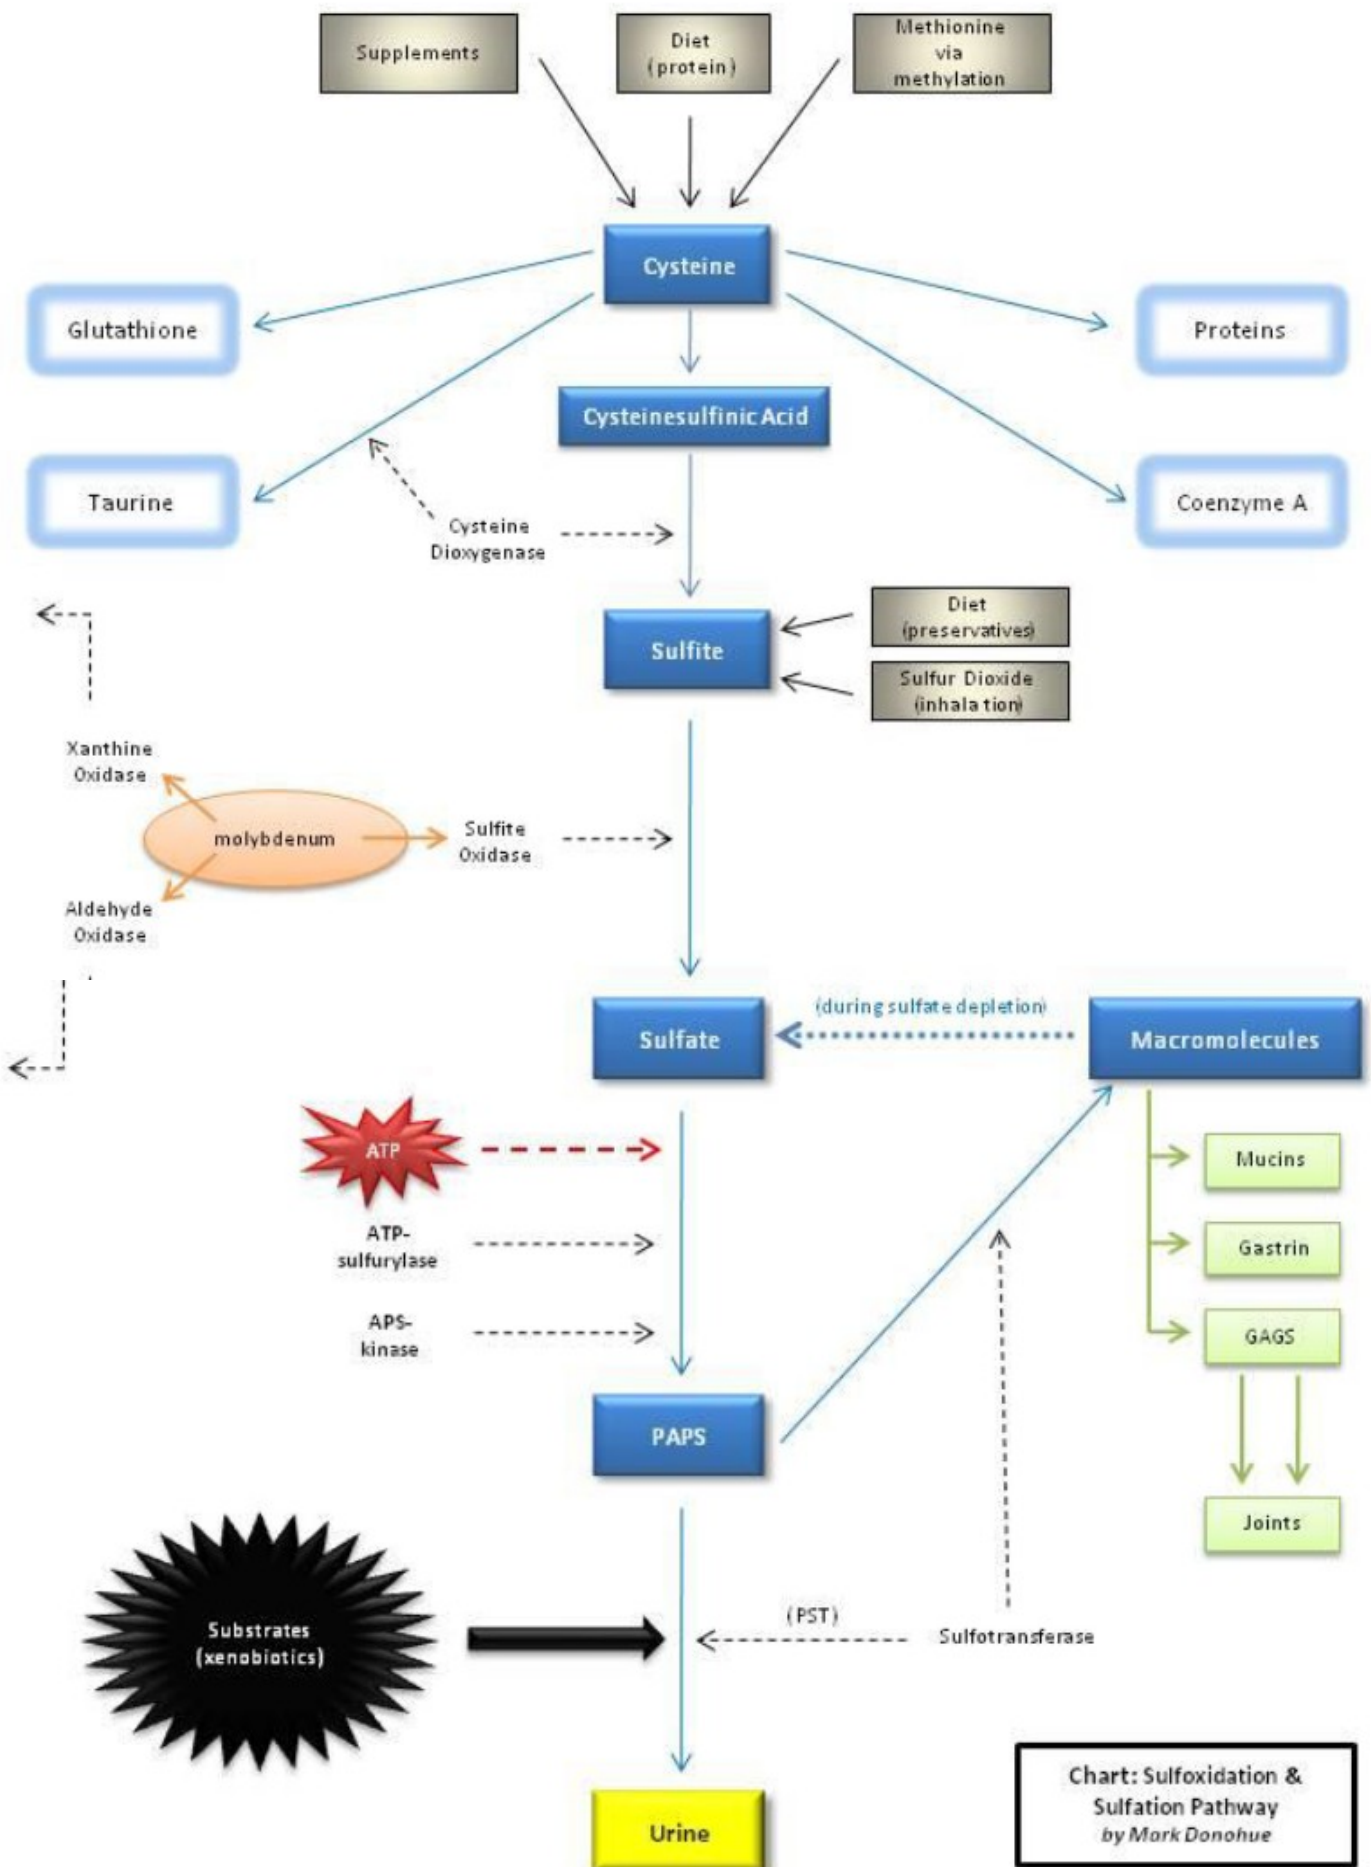 Supplements
Diet
(protein)
Methionine
via
methylation
Cysteine
Glutathione
Proteins
Cysteinesulfinic Acid
Taurine
Coenzyme A
Cysteine
Dioxygenase
Diet
(preservatives)
Sulfite
Sulfur Dioxide
(inhalation)
Xanthine
Oxidase
molybdenum
Sulfite
Oxidase
Aldehyde
Oxidase
(during sulfate depletion)
Sulfate
Macromolecules
ATP
Mucins
ATP-
sulfurylase
Gastrin
APS-
kinase
GAGS
PAPS
Joints
Substrates
(xenobiotics)
(PST)
Sulfotransferase
Chart: Sulfoxidation &
Sulfation Pathway
by Mark Donohue
Urine